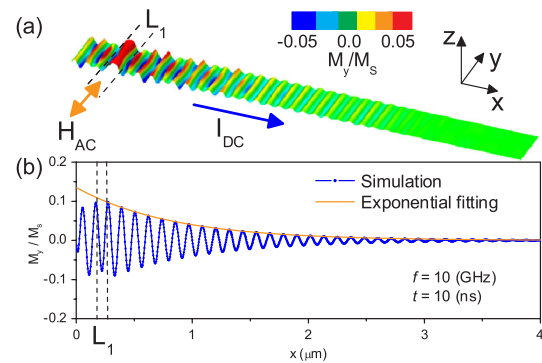 (a)
L1
-0.05 0.0 0.05
My/MS
z
y
x
HAC
IDC
(b)
0.2
0.1
0.0
-0.1
-0.2
My / Ms
Simulation
Exponential fitting
f = 10 (GHz)
t = 10 (ns)
0 1 2 3 4
L1
x (μm)